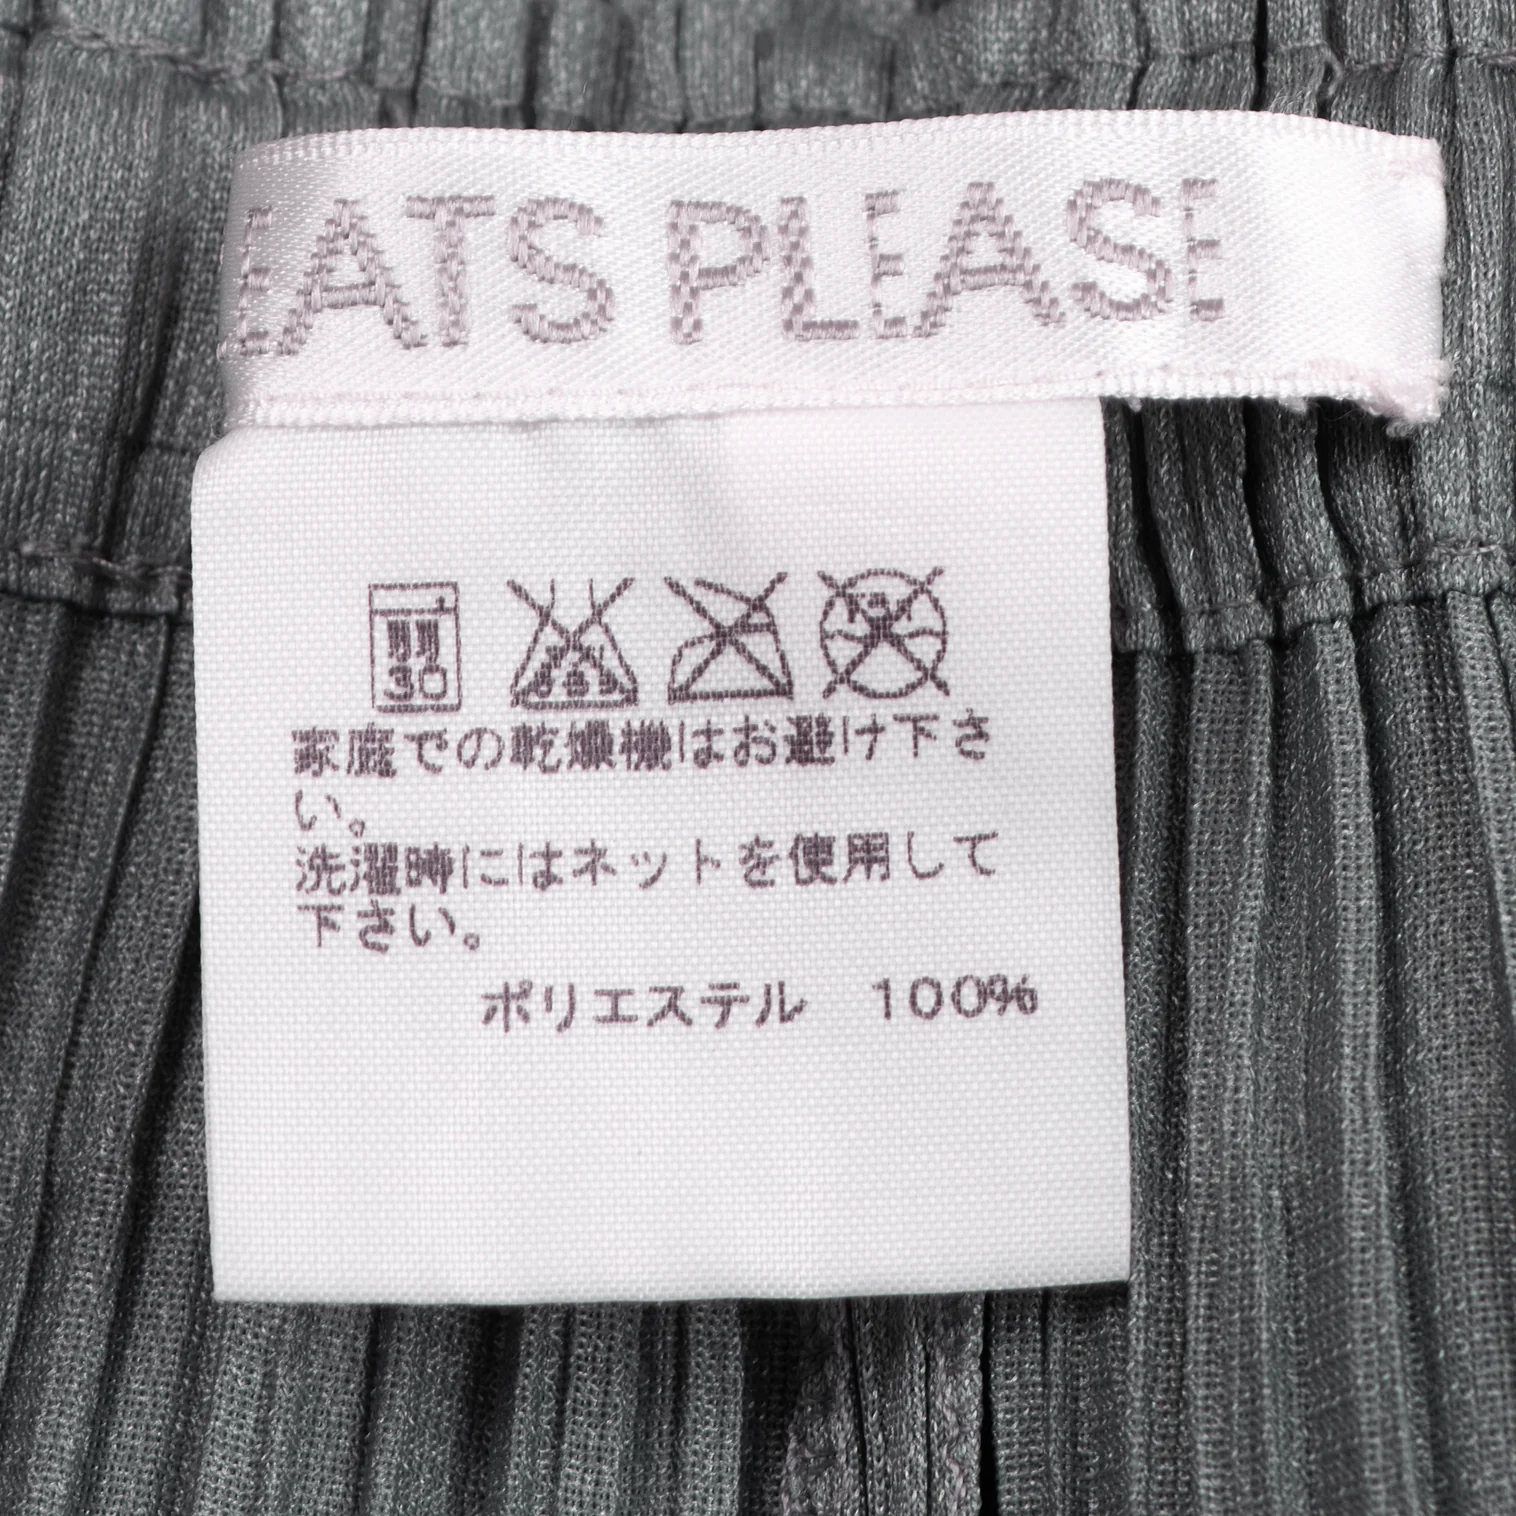 EATS PLEASE
弱 30
家庭での乾燥機はお避け下さ
い。
洗濯時にはネットを使用して
下さい。
ポリエステル 100%